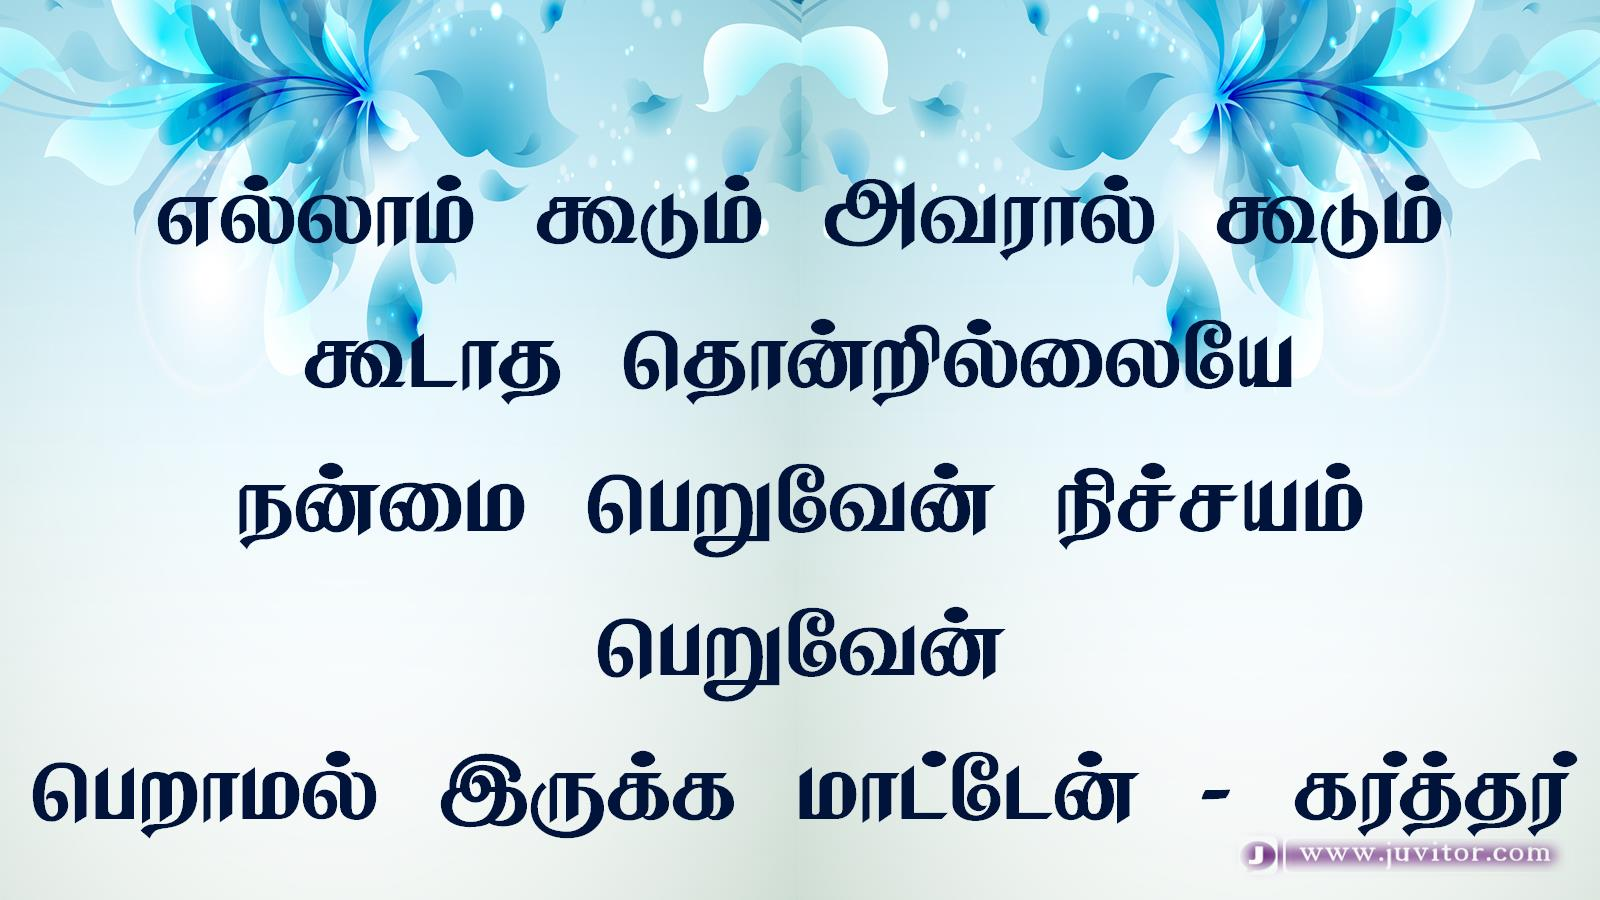 எல்லாம் கூடும் அவரால் கூடும்
கூடாத தொன்றில்லையே
நன்மை பெறுவேன் நிச்சயம்
பெறுவேன்
பெறாமல் இருக்க மாட்டேன் - கர்த்தர்
J www.juvitor.com